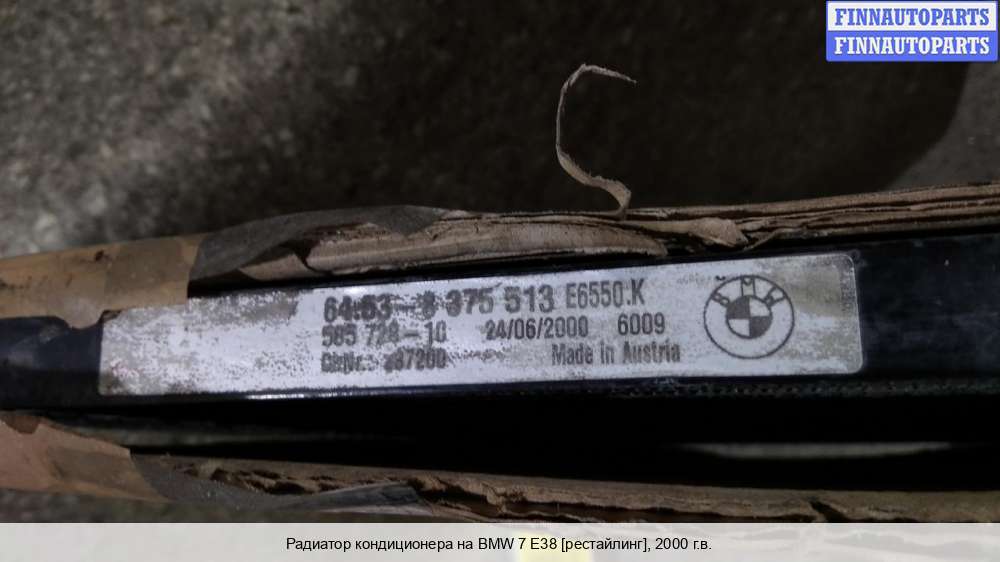 FINNAUTOPARTS
FINNAUTOPARTS
64.53-8 375 513 E6550.K
585 728-10 24/06/2000 6009
Made in Austria
BMW
Радиатор кондиционера на BMW 7 E38 [рестайлинг], 2000 г.в.